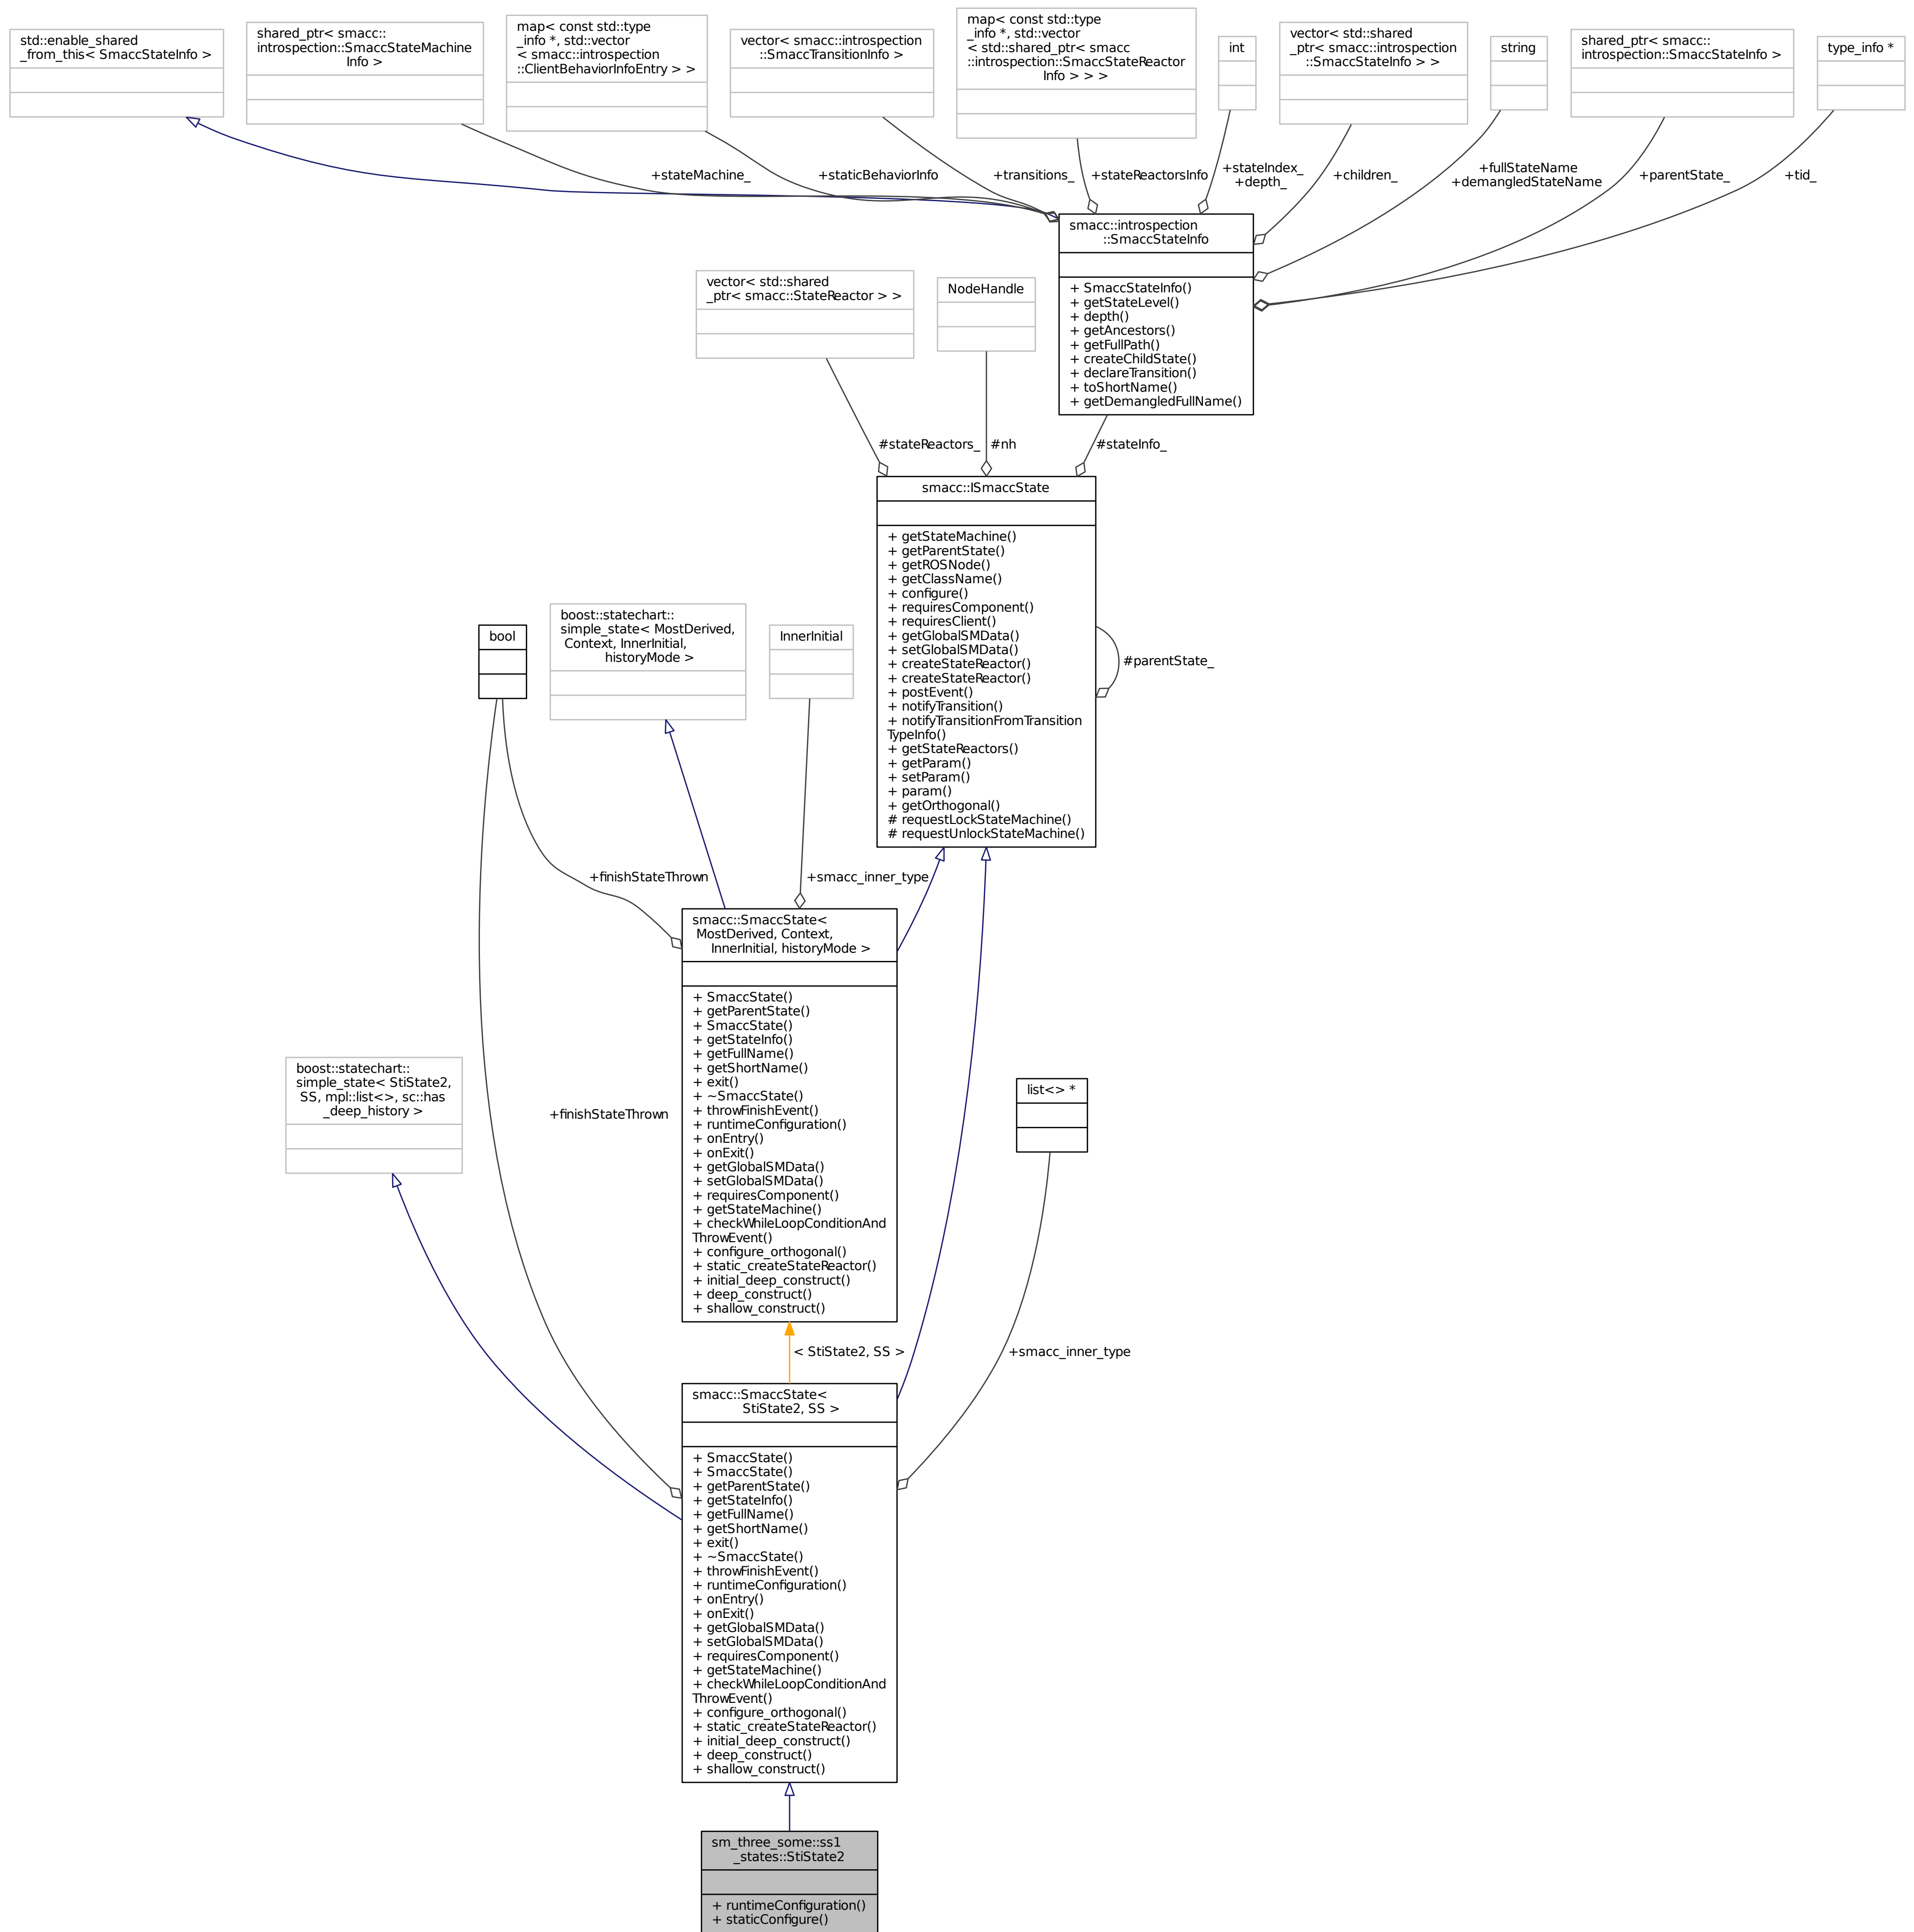 std::enable_shared
_from_this< SmaccStateInfo >
shared_ptr< smacc::
introspection::SmaccStateMachine
Info >
map< const std::type
_info *, std::vector
< smacc::introspection
::ClientBehaviorInfoEntry > >
vector< smacc::introspection
::SmaccTransitionInfo >
map< const std::type
_info *, std::vector
< std::shared_ptr< smacc
::introspection::SmaccStateReactor
Info > > >
int
vector< std::shared
_ptr< smacc::introspection
::SmaccStateInfo > >
string
shared_ptr< smacc::
introspection::SmaccStateInfo >
type_info *
+stateMachine_
+staticBehaviorInfo
+transitions_
+stateReactorsInfo
+stateIndex_
+depth_
+children_
+fullStateName
+demangledStateName
+parentState_
+tid_
smacc::introspection
::SmaccStateInfo
+ SmaccStateInfo()
+ getStateLevel()
+ depth()
+ getAncestors()
+ getFullPath()
+ createChildState()
+ declareTransition()
+ toShortName()
+ getDemangledFullName()
vector< std::shared
_ptr< smacc::StateReactor > >
NodeHandle
#stateReactors_
#nh
#stateInfo_
smacc::ISmaccState
+ getStateMachine()
+ getParentState()
+ getROSNode()
+ getClassName()
+ configure()
+ requiresComponent()
+ requiresClient()
+ getGlobalSMData()
+ setGlobalSMData()
+ createStateReactor()
+ createStateReactor()
+ postEvent()
+ notifyTransition()
+ notifyTransitionFromTransition
TypeInfo()
+ getStateReactors()
+ getParam()
+ setParam()
+ param()
+ getOrthogonal()
# requestLockStateMachine()
# requestUnlockStateMachine()
#parentState_
bool
boost::statechart::
simple_state< MostDerived,
Context, InnerInitial,
historyMode >
InnerInitial
+finishStateThrown
+smacc_inner_type
smacc::SmaccState<
MostDerived, Context,
InnerInitial, historyMode >
+ SmaccState()
+ getParentState()
+ SmaccState()
+ getStateInfo()
+ getFullName()
+ getShortName()
+ exit()
+ ~SmaccState()
+ throwFinishEvent()
+ runtimeConfiguration()
+ onEntry()
+ onExit()
+ getGlobalSMData()
+ setGlobalSMData()
+ requiresComponent()
+ getStateMachine()
+ checkWhileLoopConditionAnd
ThrowEvent()
+ configure_orthogonal()
+ static_createStateReactor()
+ initial_deep_construct()
+ deep_construct()
+ shallow_construct()
boost::statechart::
simple_state< StiState2,
SS, mpl::list<>, sc::has
_deep_history >
+finishStateThrown
list<> *
< StiState2, SS >
+smacc_inner_type
smacc::SmaccState<
StiState2, SS >
+ SmaccState()
+ SmaccState()
+ getParentState()
+ getStateInfo()
+ getFullName()
+ getShortName()
+ exit()
+ ~SmaccState()
+ throwFinishEvent()
+ runtimeConfiguration()
+ onEntry()
+ onExit()
+ getGlobalSMData()
+ setGlobalSMData()
+ requiresComponent()
+ getStateMachine()
+ checkWhileLoopConditionAnd
ThrowEvent()
+ configure_orthogonal()
+ static_createStateReactor()
+ initial_deep_construct()
+ deep_construct()
+ shallow_construct()
sm_three_some::ss1
_states::StiState2
+ runtimeConfiguration()
+ staticConfigure()